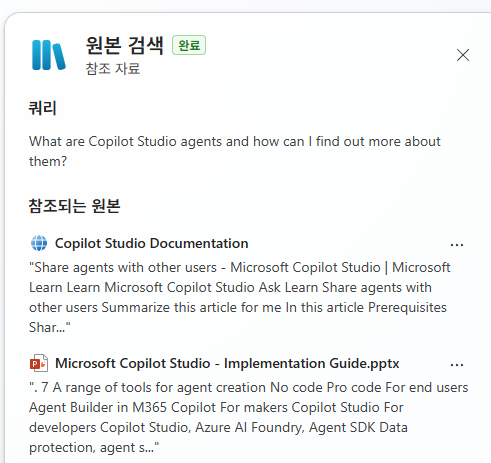 원본 검색 완료
참조 자료
쿼리
What are Copilot Studio agents and how can I find out more about
them?
참조되는 원본
Copilot Studio Documentation
"Share agents with other users - Microsoft Copilot Studio | Microsoft
Learn Learn Microsoft Copilot Studio Ask Learn Share agents with
other users Summarize this article for me In this article Prerequisites
Shar..."
Microsoft Copilot Studio - Implementation Guide.pptx
". 7 A range of tools for agent creation No code Pro code For end users
Agent Builder in M365 Copilot For makers Copilot Studio For
developers Copilot Studio, Azure AI Foundry, Agent SDK Data
protection, agent s..."